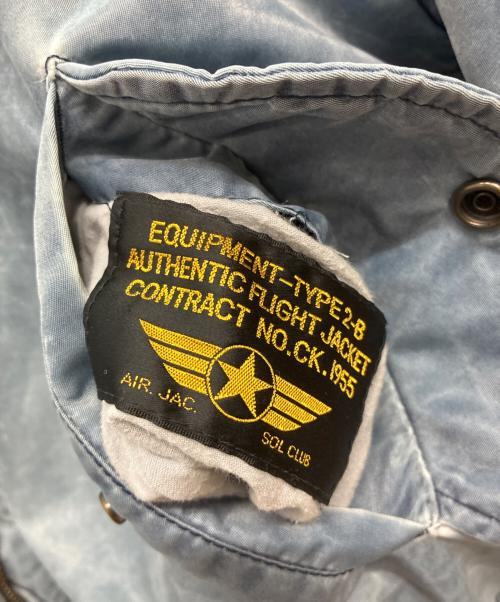 EQUIPMENT-TYPE 2-B
AUTHENTIC FLIGHT JACKET
CONTRACT NO.CK.1955
AIR. JAC.
SOL CLUB